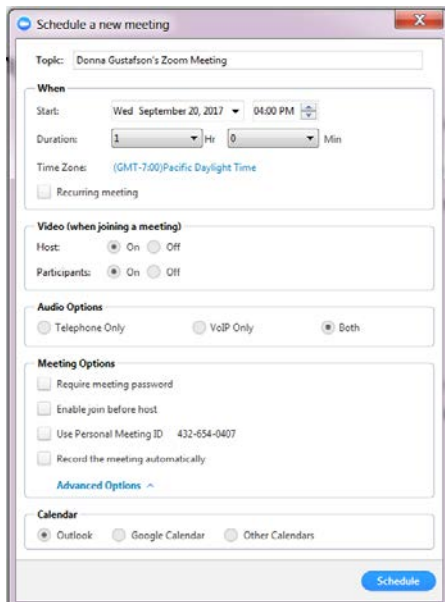 Schedule a new meeting
Topic: Donna Gustafson's Zoom Meeting
When
Start: Wed September 20, 2017 04:00 PM
Duration: 1 Hr 0 Min
Time Zone: (GMT-7:00)Pacific Daylight Time
Recurring meeting
Video (when joining a meeting)
Host: On Off
Participants: On Off
Audio Options
Telephone Only VoIP Only Both
Meeting Options
Require meeting password
Enable join before host
Use Personal Meeting ID 432-654-0407
Record the meeting automatically
Advanced Options
Calendar
Outlook Google Calendar Other Calendars
Schedule